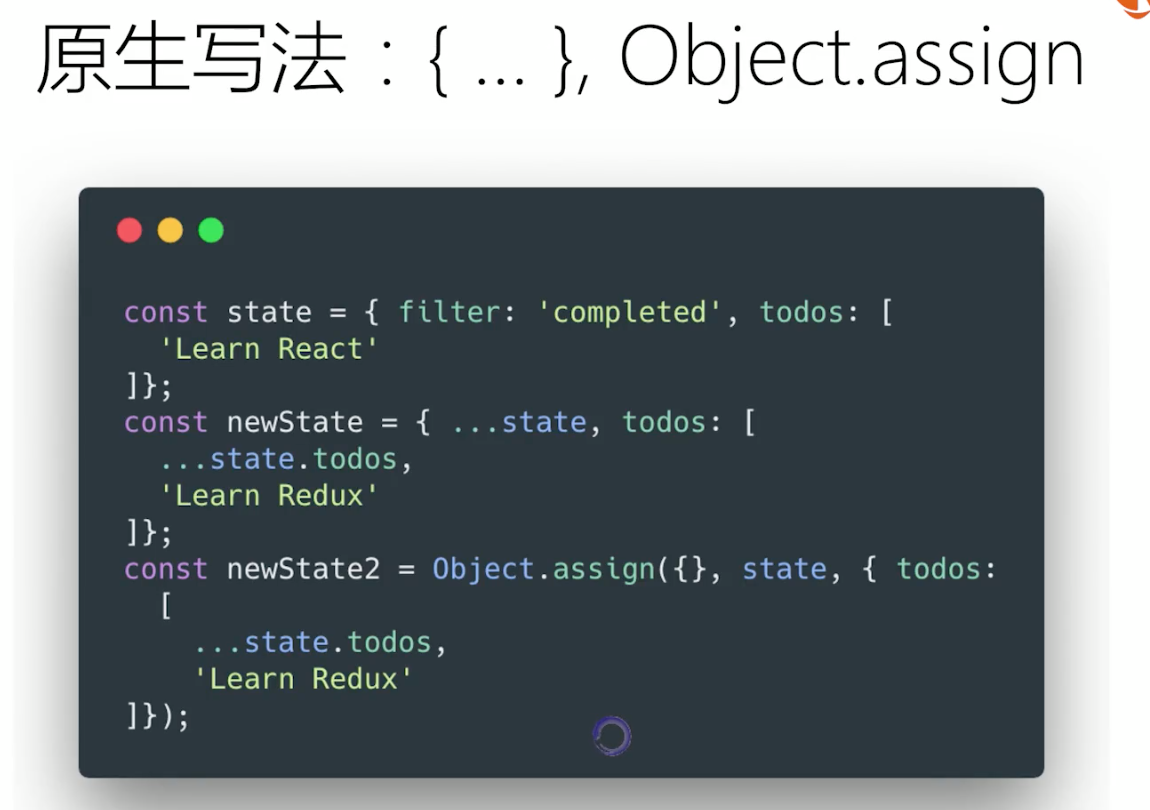 原生写法：{ ... }, Object.assign
const state = { filter: 'completed', todos: [
  'Learn React'
]};
const newState = { ...state, todos: [
  ...state.todos,
  'Learn Redux'
]};
const newState2 = Object.assign({}, state, { todos:
  [
    ...state.todos,
    'Learn Redux'
]});